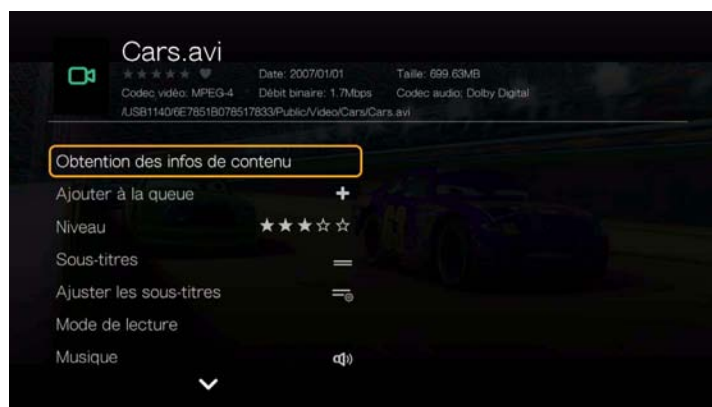 Cars.avi
Date: 2007/01/01 Taille: 699.63MB
Codec vidéo: MPEG-4 Débit binaire: 1.7Mbps Codec audio: Dolby Digital
/USB1140/6E7851B078517833/Public/Video/Cars/Cars.avi
Obtention des infos de contenu
Ajouter à la queue
Niveau
Sous-titres
Ajuster les sous-titres
Mode de lecture
Musique